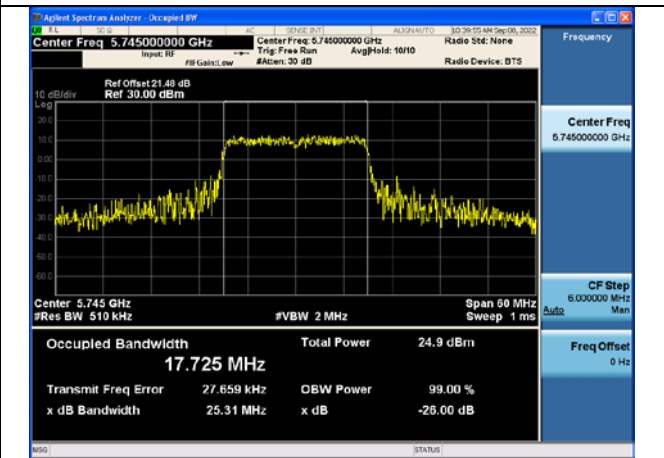 Agilent Spectrum Analyzer - Occupied BW
RL 50 Ω AC SENSE:INT ALIGNAUTO 10:39:55 AM Sep 08, 2022
Center Freq 5.745000000 GHz Center Freq: 5.745000000 GHz Radio Std: None Frequency
Input: RF Trig: Free Run Avg|Hold: 10/10
#IFGain:Low #Atten: 30 dB Radio Device: BTS
Ref Offset 21.48 dB
10 dB/div Ref 30.00 dBm
Log
20.0
10.0
0.00
-10.0
-20.0
-30.0
-40.0
-50.0
-60.0
Center Freq
5.745000000 GHz
Center 5.745 GHz Span 60 MHz
#Res BW 510 kHz #VBW 2 MHz Sweep 1 ms
CF Step
6.000000 MHz
Auto Man
Occupied Bandwidth Total Power 24.9 dBm
17.725 MHz
Transmit Freq Error 27.659 kHz OBW Power 99.00 %
x dB Bandwidth 25.31 MHz x dB -26.00 dB
Freq Offset
0 Hz
MSG STATUS